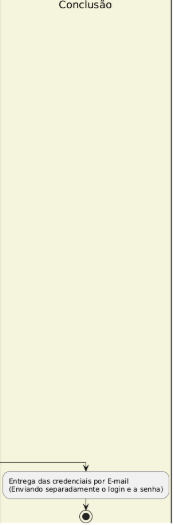 Conclusão
Entrega das credenciais por E-mail
(Enviando separadamente o login e a senha)